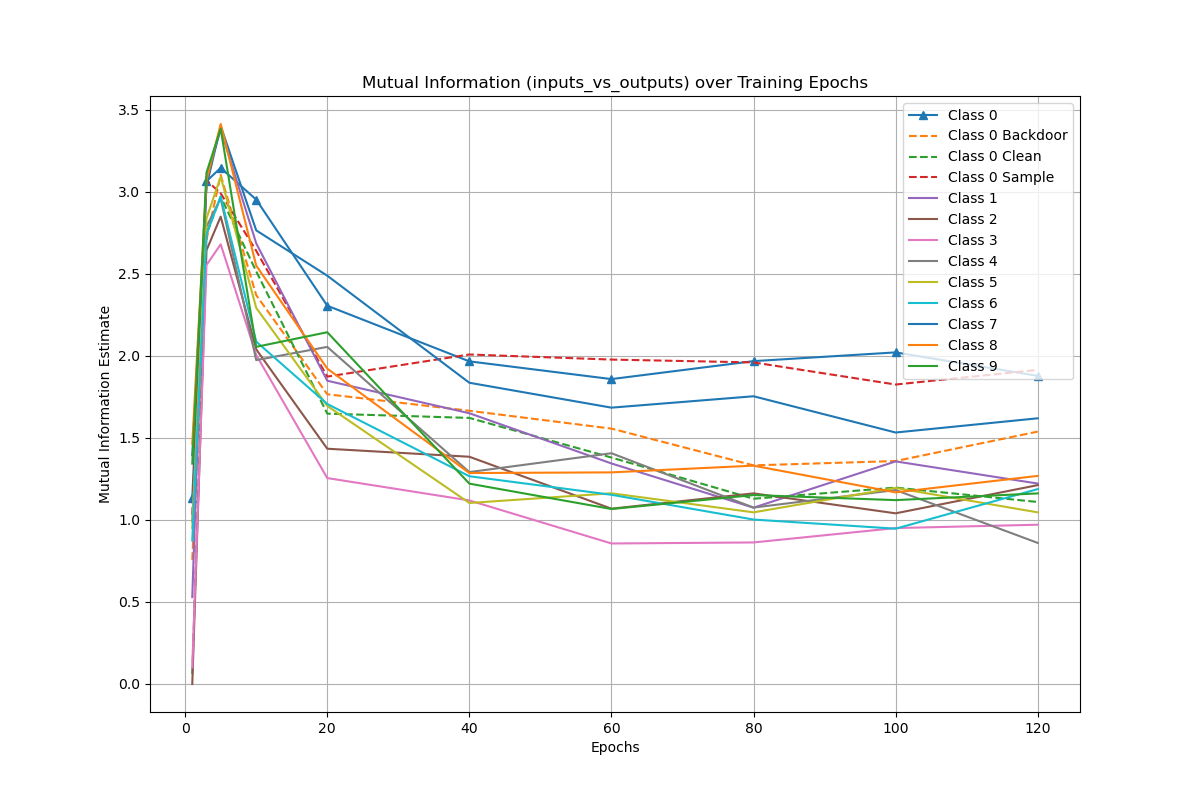 Mutual Information (inputs_vs_outputs) over Training Epochs
Mutual Information Estimate
3.5
3.0
2.5
2.0
1.5
1.0
0.5
0.0
Class 0
Class 0 Backdoor
Class 0 Clean
Class 0 Sample
Class 1
Class 2
Class 3
Class 4
Class 5
Class 6
Class 7
Class 8
Class 9
0 20 40 60 80 100 120
Epochs